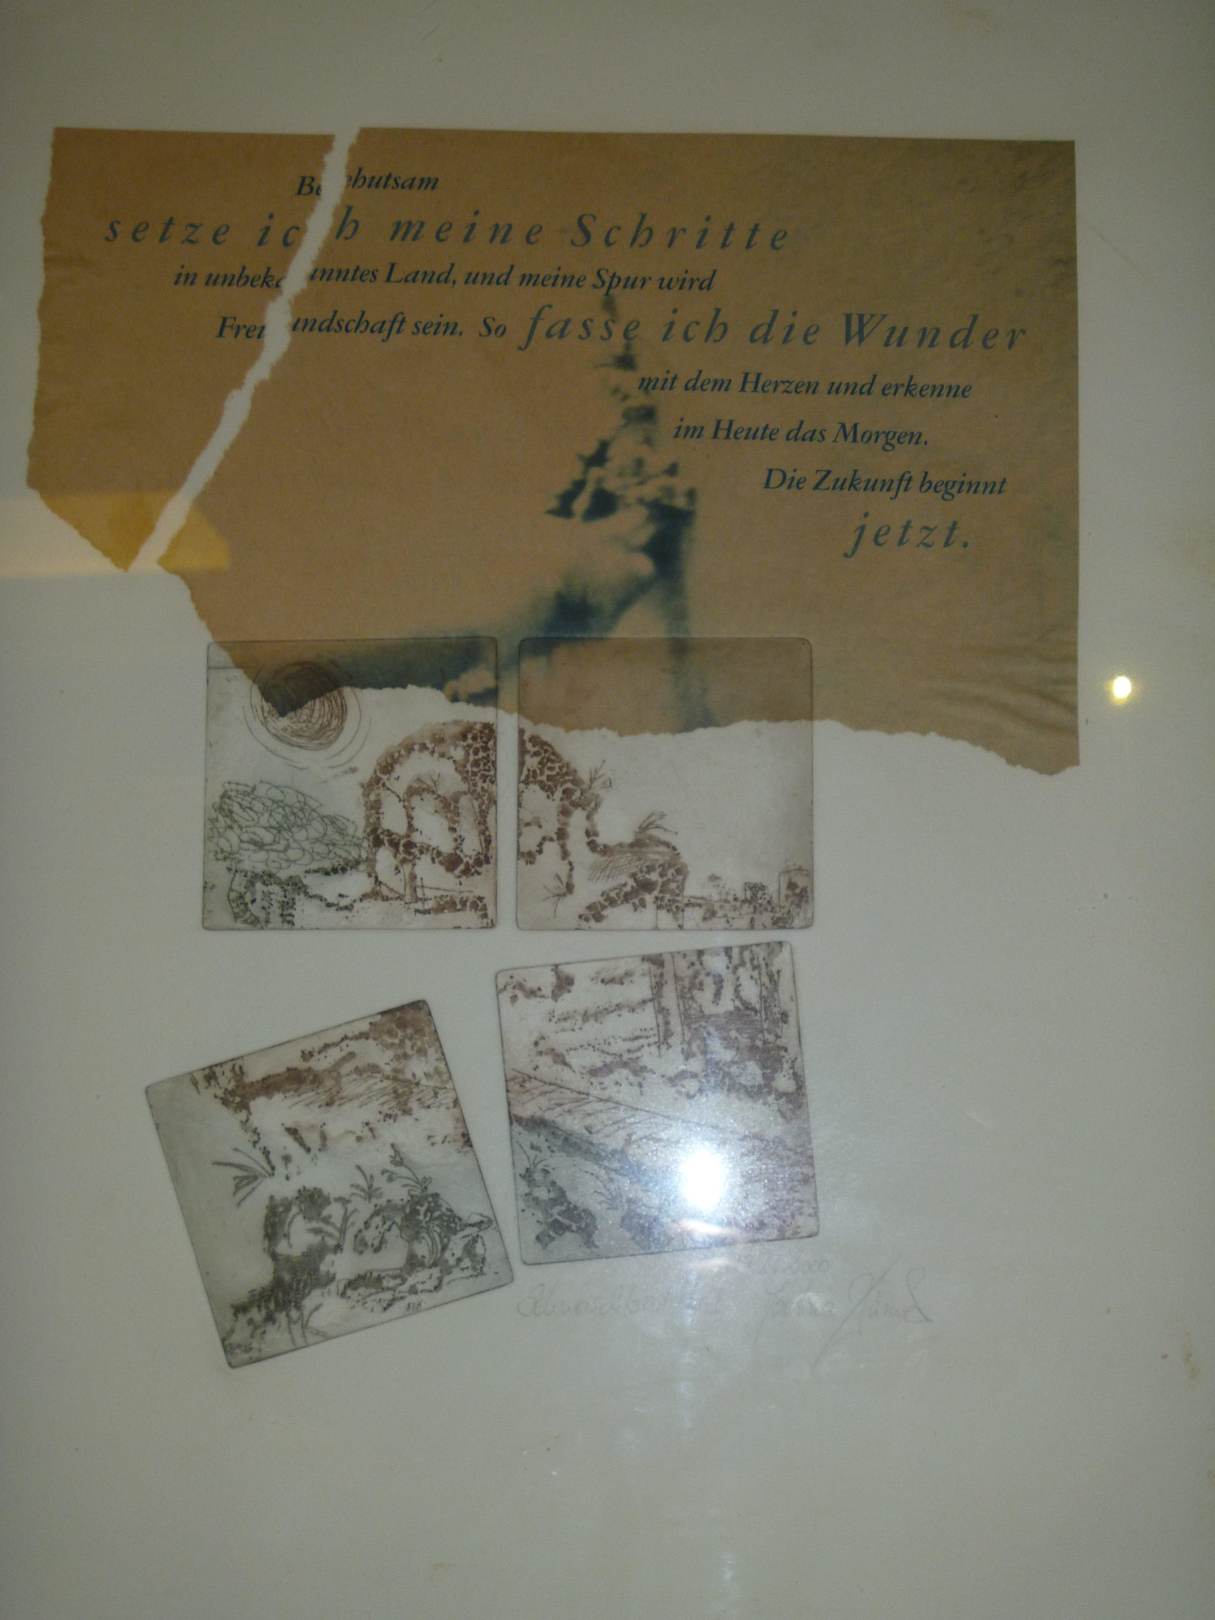 Behutsam
setze ich meine Schritte
in unbekanntes Land, und meine Spur wird
Freundschaft sein. So fasse ich die Wunder
mit dem Herzen und erkenne
im Heute das Morgen.
Die Zukunft beginnt
jetzt.